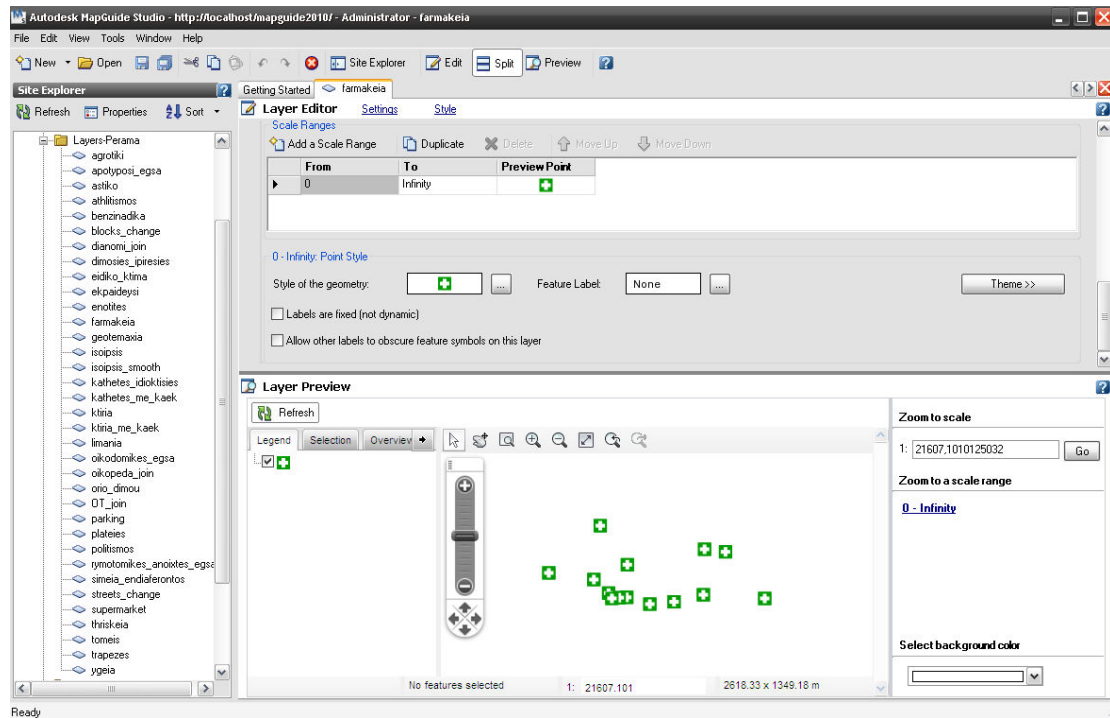 Autodesk MapGuide Studio - http://localhost/mapguide2010/ - Administrator - farmakeia
File Edit View Tools Window Help
New Open Site Explorer Edit Split Preview
Site Explorer
Refresh Properties Sort
Layers-Perama
agrotiki
apotyposi_egsa
astiko
athlitismos
benzinadika
blocks_change
dianomi_join
dimosies_ipiresies
eidiko_ktima
ekpaideysi
enotites
farmakeia
geotemaxia
isoipsis
isoipsis_smooth
kathetes_idioktisies
kathetes_me_kaek
ktiria
ktiria_me_kaek
limania
oikodomikes_egsa
oikopeda_join
orio_dimou
OT_join
parking
plateies
politismos
rymotomikes_anoixtes_egsa
simeia_endiaferontos
streets_change
supermarket
thriskeia
tomeis
trapezes
ygeia
Getting Started farmakeia
Layer Editor Settings Style
Scale Ranges
Add a Scale Range Duplicate Delete Move Up Move Down
From To Preview Point
0 Infinity
0 - Infinity: Point Style
Style of the geometry: ... Feature Label: None ... Theme >>
Labels are fixed (not dynamic)
Allow other labels to obscure feature symbols on this layer
Layer Preview
Refresh
Legend Selection Overview
No features selected 1: 21607.101 2618.33 x 1349.18 m
Zoom to scale
1: 21607,1010125032 Go
Zoom to a scale range
0 - Infinity
Select background color
Ready